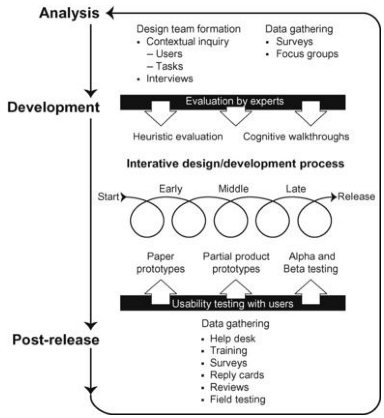 Analysis
Design team formation
• Contextual inquiry
– Users
– Tasks
• Interviews
Data gathering
• Surveys
• Focus groups
Development
Evaluation by experts
Heuristic evaluation
Cognitive walkthroughs
Interative design/development process
Start
Early
Middle
Late
Release
Paper
prototypes
Partial product
prototypes
Alpha and
Beta testing
Usability testing with users
Post-release
Data gathering
• Help desk
• Training
• Surveys
• Reply cards
• Reviews
• Field testing